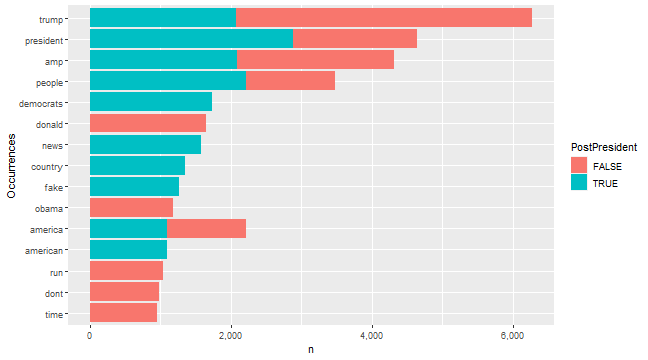 trump
president
amp
people
democrats
donald
news
country
fake
obama
america
american
run
dont
time
Occurrences
0 2,000 4,000 6,000
n
PostPresident
FALSE
TRUE